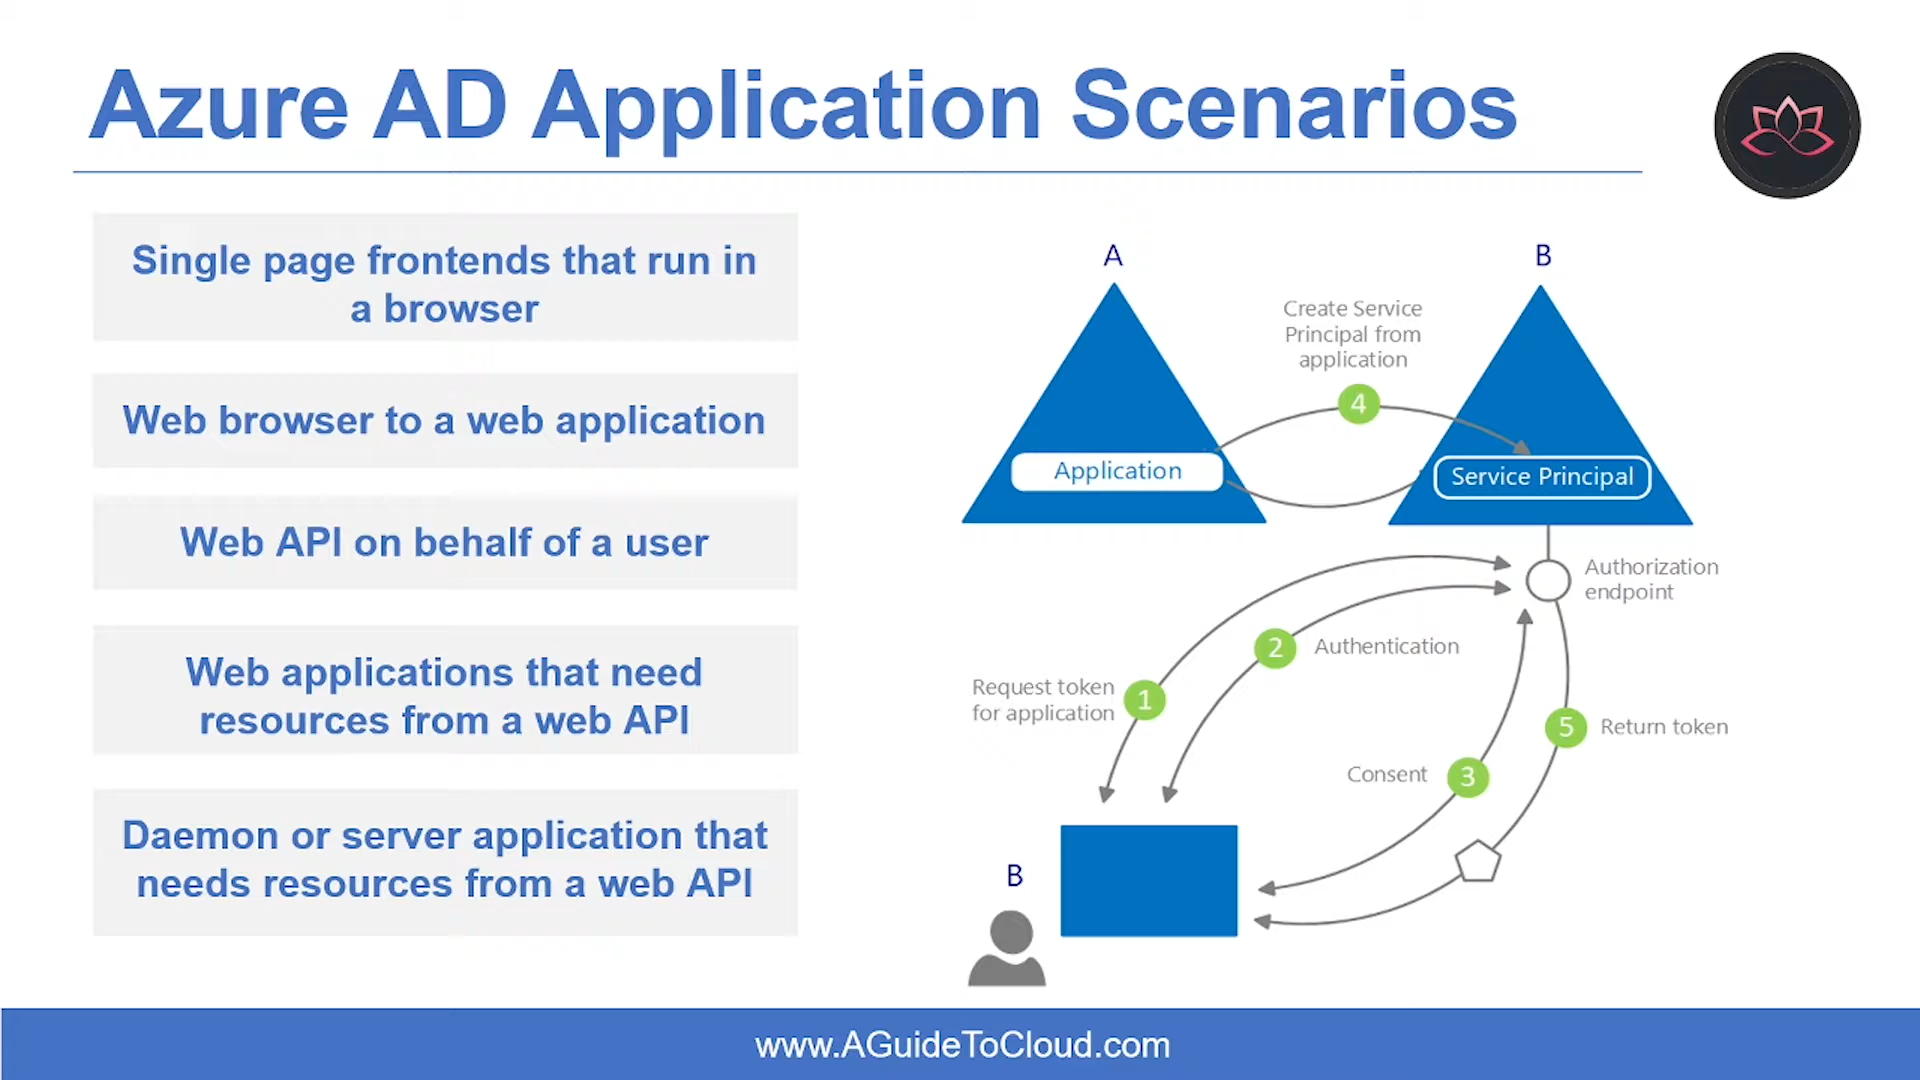 Azure AD Application Scenarios
Single page frontends that run in
a browser
Web browser to a web application
Web API on behalf of a user
Web applications that need
resources from a web API
Daemon or server application that
needs resources from a web API
A
B
Create Service
Principal from
application
4
Application
Service Principal
Authorization
endpoint
2
Authentication
Request token
for application
1
5
Return token
Consent
3
B
www.AGuideToCloud.com